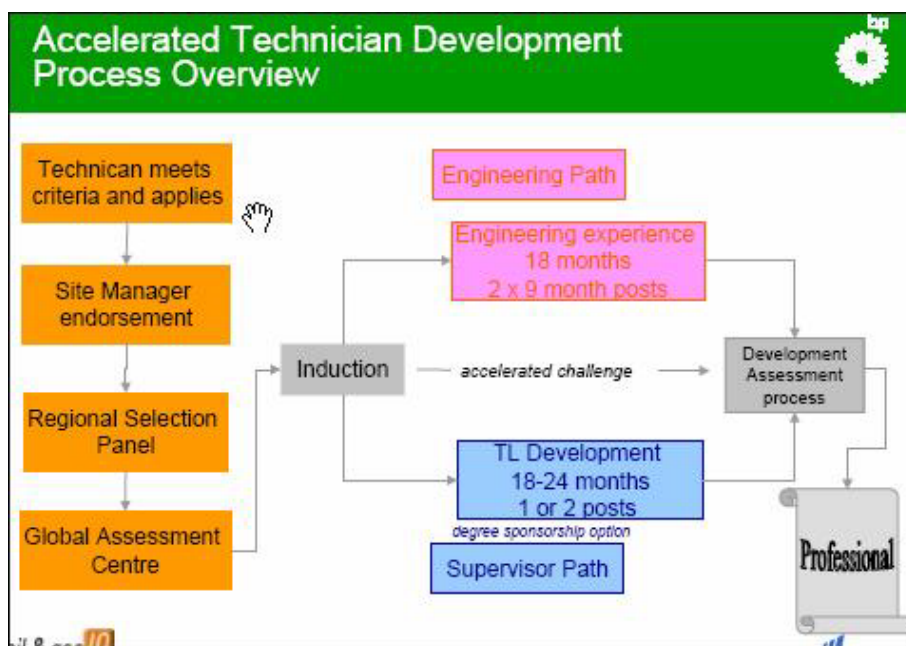 Accelerated Technician Development
Process Overview
bp
Technican meets
criteria and applies
Site Manager
endorsement
Regional Selection
Panel
Global Assessment
Centre
Induction
Engineering Path
Engineering experience
18 months
2 x 9 month posts
accelerated challenge
TL Development
18-24 months
1 or 2 posts
degree sponsorship option
Supervisor Path
Development
Assessment
process
Professional